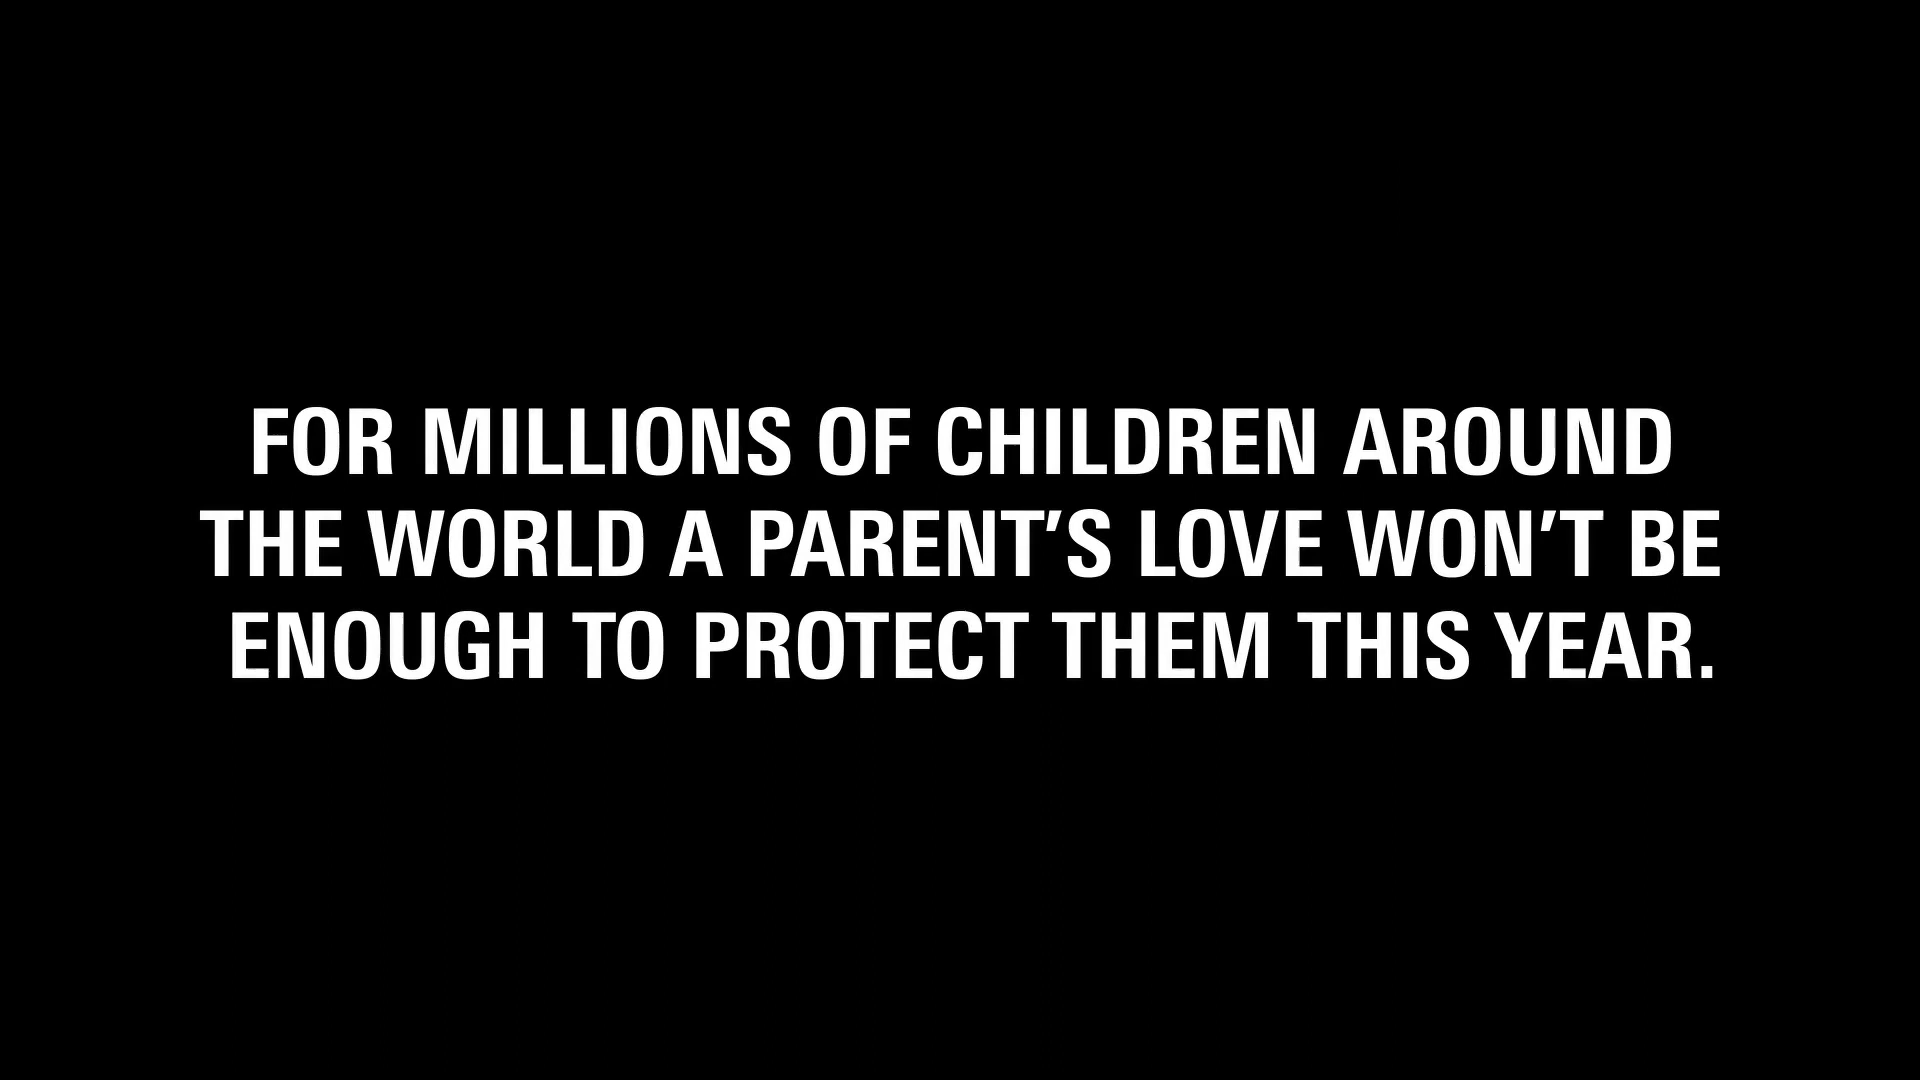 FOR MILLIONS OF CHILDREN AROUND
THE WORLD A PARENT’S LOVE WON’T BE
ENOUGH TO PROTECT THEM THIS YEAR.